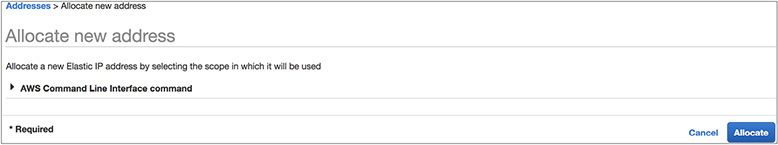 Addresses > Allocate new address
Allocate new address
Allocate a new Elastic IP address by selecting the scope in which it will be used
AWS Command Line Interface command
* Required
Cancel Allocate